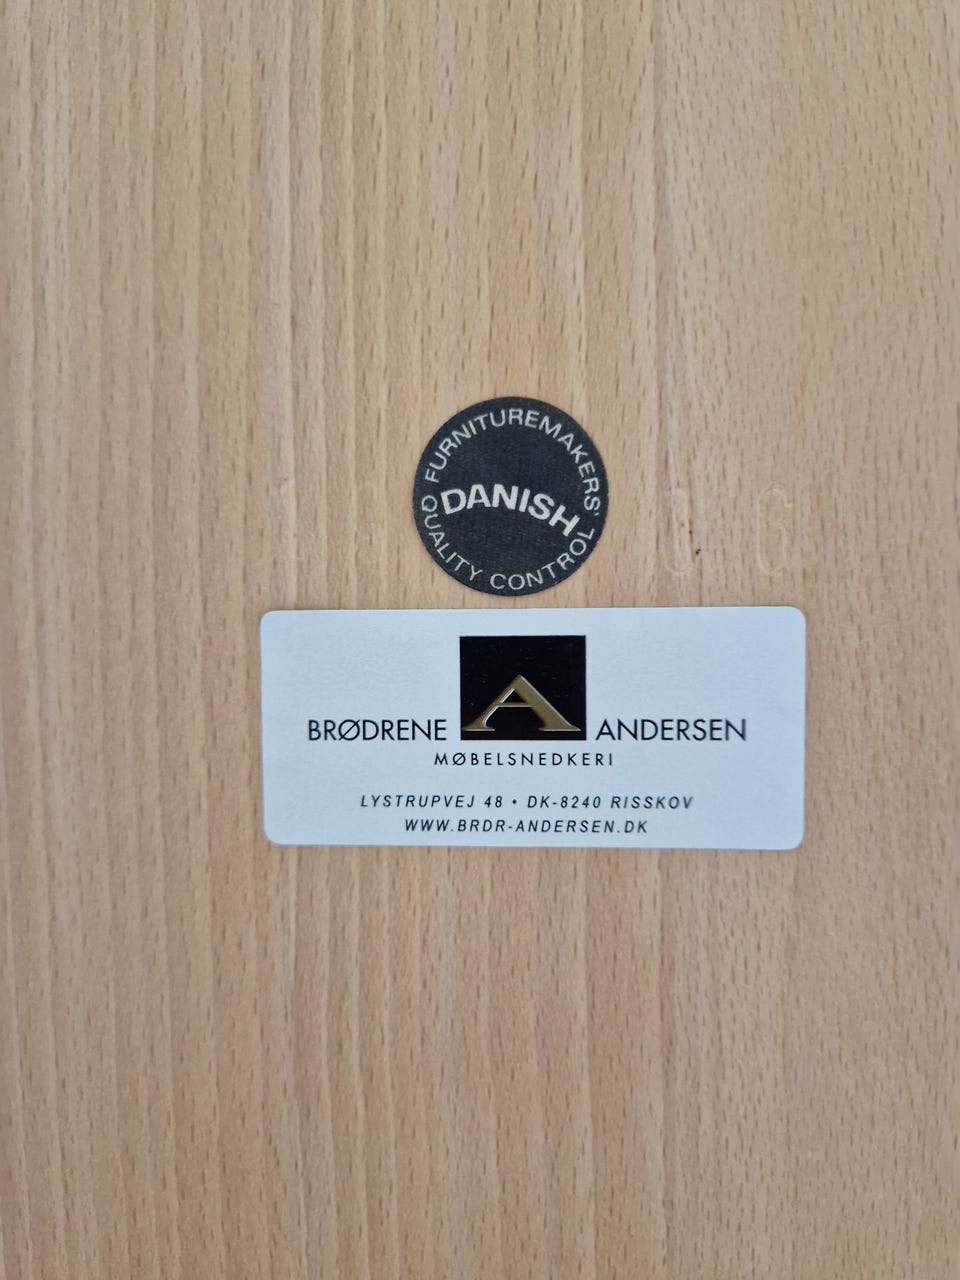 FURNITUREMAKERS'
DANISH
QUALITY CONTROL
A
BRØDRENE ANDERSEN
MØBELSNEDKERI
LYSTRUPVEJ 48 • DK-8240 RISSKOV
WWW.BRDR-ANDERSEN.DK